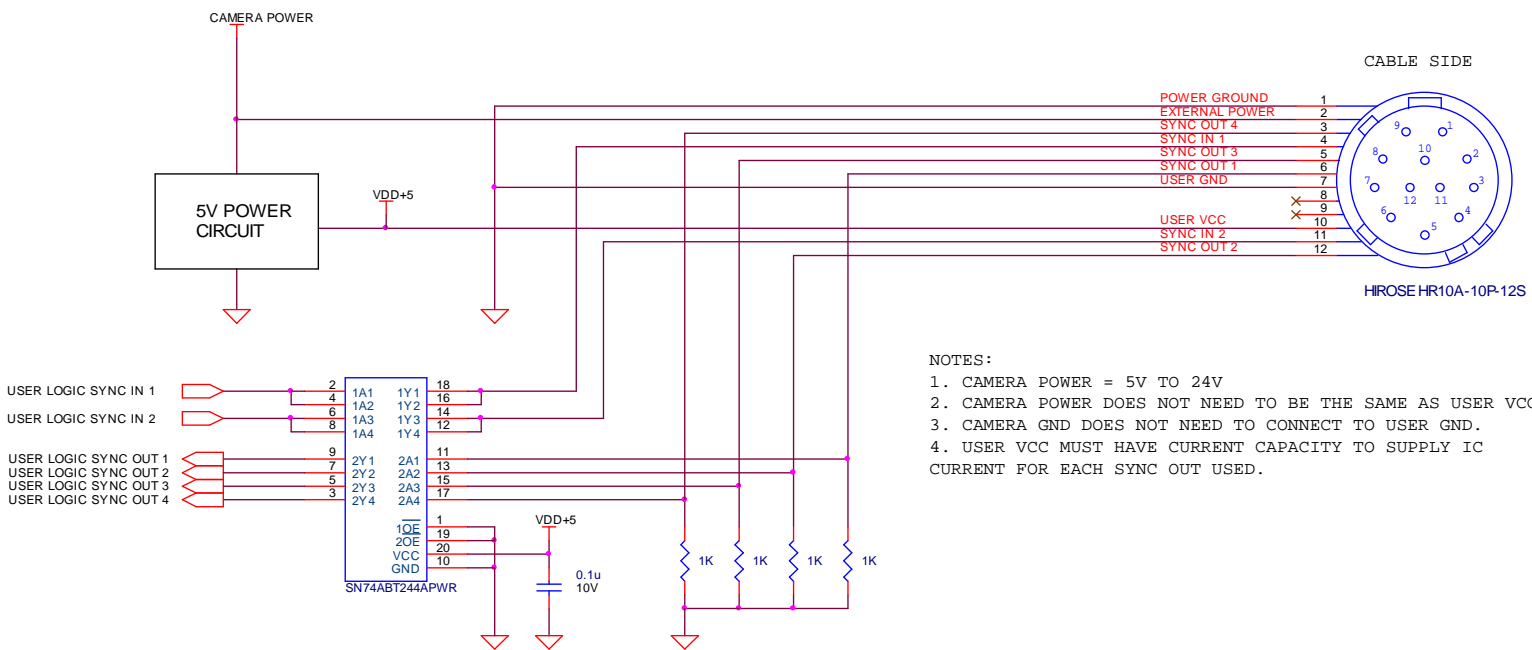 CAMERA POWER
CABLE SIDE
POWER GROUND 1
EXTERNAL POWER 2
SYNC OUT 4 3
SYNC IN 1 4
SYNC OUT 3 5
SYNC OUT 1 6
USER GND 7
8
9
USER VCC 10
SYNC IN 2 11
SYNC OUT 2 12
9 1
10
8 2
7 3
12 11
6 4
5
HIROSE HR10A-10P-12S
5V POWER
CIRCUIT
VDD+5
NOTES:
1. CAMERA POWER = 5V TO 24V
2. CAMERA POWER DOES NOT NEED TO BE THE SAME AS USER VCC
3. CAMERA GND DOES NOT NEED TO CONNECT TO USER GND.
4. USER VCC MUST HAVE CURRENT CAPACITY TO SUPPLY IC
CURRENT FOR EACH SYNC OUT USED.
USER LOGIC SYNC IN 1
USER LOGIC SYNC IN 2
USER LOGIC SYNC OUT 1
USER LOGIC SYNC OUT 2
USER LOGIC SYNC OUT 3
USER LOGIC SYNC OUT 4
2 1A1 1Y1 18
4 1A2 1Y2 16
6 1A3 1Y3 14
8 1A4 1Y4 12
9 2Y1 2A1 11
7 2Y2 2A2 13
5 2Y3 2A3 15
3 2Y4 2A4 17
1OE 1
2OE 19
VCC 20
GND 10
SN74ABT244APWR
VDD+5
0.1u
10V
1K 1K 1K 1K